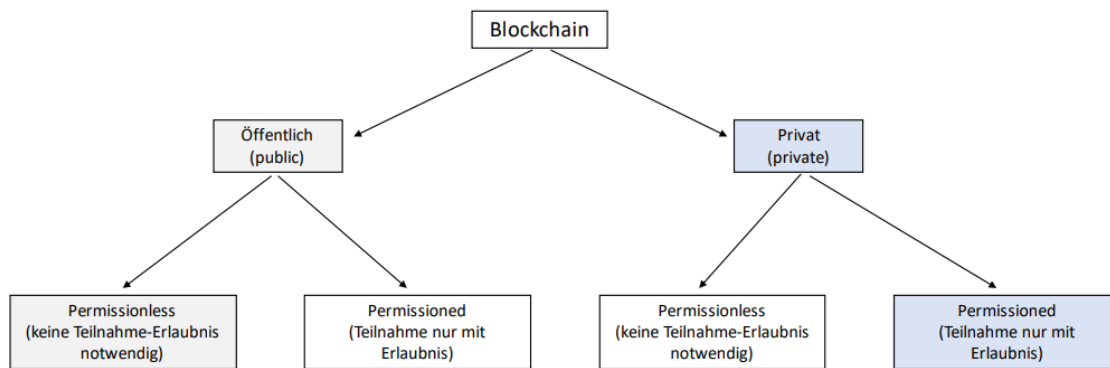 Blockchain
Öffentlich
(public)
Privat
(private)
Permissionless
(keine Teilnahme-Erlaubnis
notwendig)
Permissioned
(Teilnahme nur mit
Erlaubnis)
Permissionless
(keine Teilnahme-Erlaubnis
notwendig)
Permissioned
(Teilnahme nur mit
Erlaubnis)